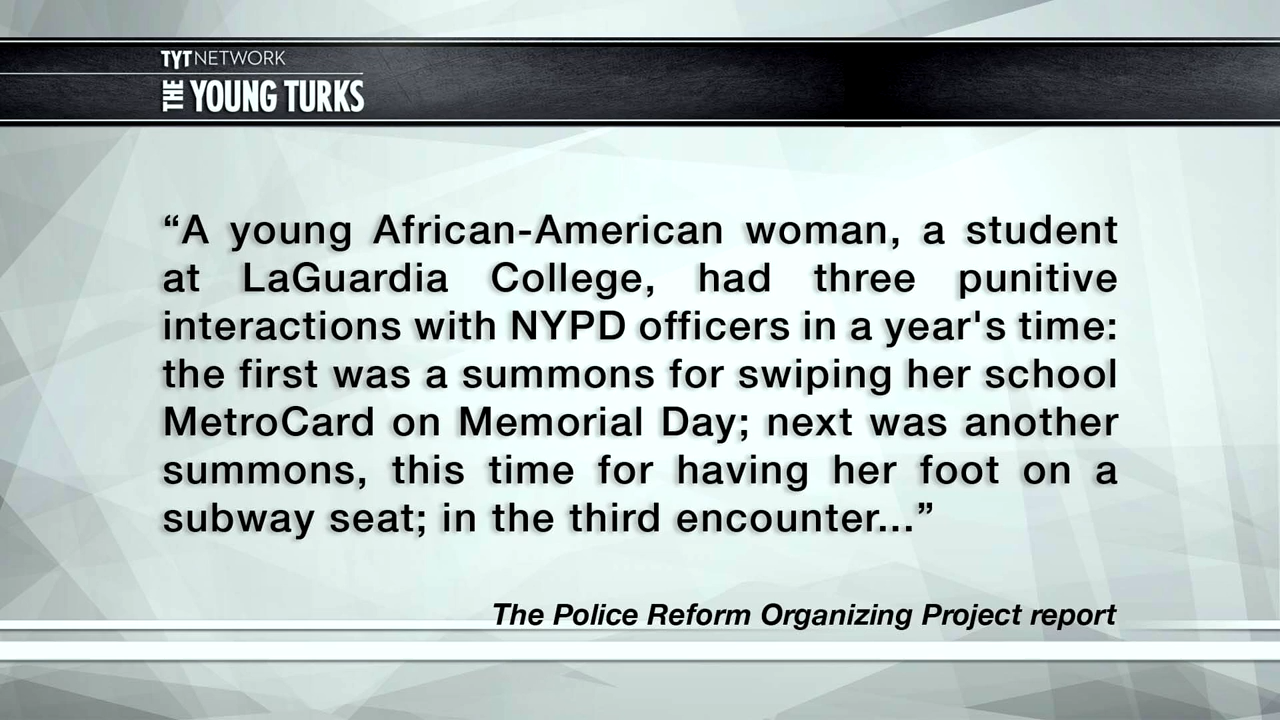 TYT NETWORK
THE YOUNG TURKS
“A young African-American woman, a student
at LaGuardia College, had three punitive
interactions with NYPD officers in a year's time:
the first was a summons for swiping her school
MetroCard on Memorial Day; next was another
summons, this time for having her foot on a
subway seat; in the third encounter...”
The Police Reform Organizing Project report